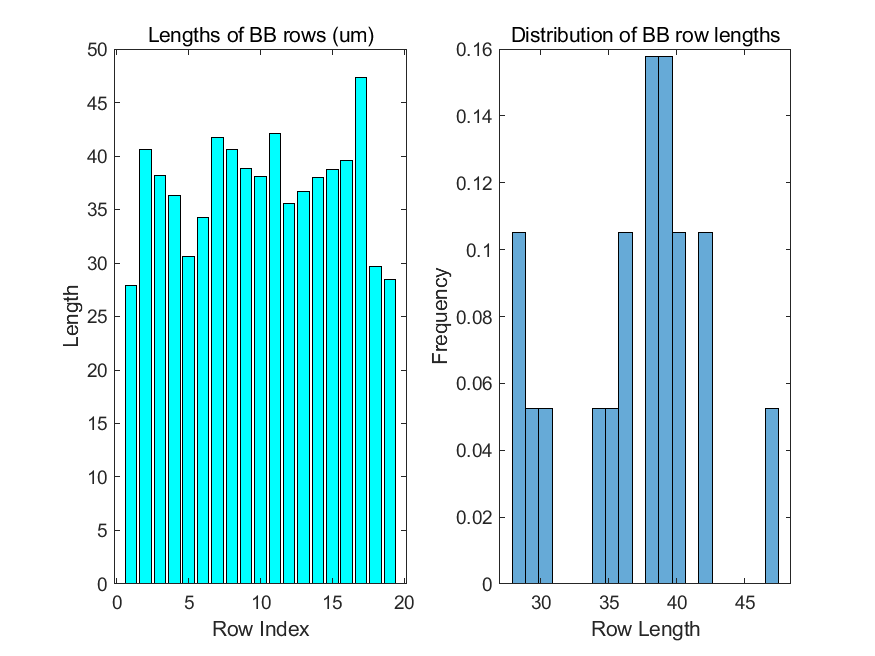 Lengths of BB rows (um)
50
45
40
35
30
25
20
15
10
5
0
0 5 10 15 20
Length
Row Index
Distribution of BB row lengths
0.16
0.14
0.12
0.1
0.08
0.06
0.04
0.02
0
30 35 40 45
Frequency
Row Length